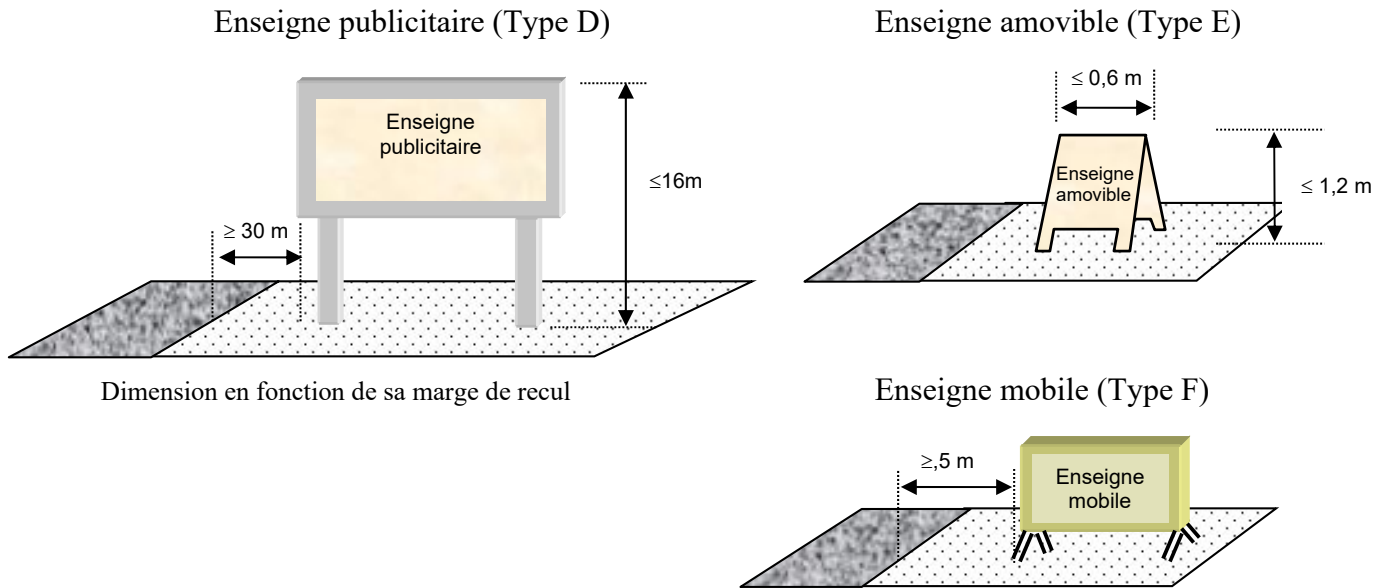 Enseigne publicitaire (Type D)
Enseigne
publicitaire
≤16m
≥ 30 m
Dimension en fonction de sa marge de recul
Enseigne amovible (Type E)
≤ 0,6 m
Enseigne
amovible
≤ 1,2 m
Enseigne mobile (Type F)
≥,5 m
Enseigne
mobile